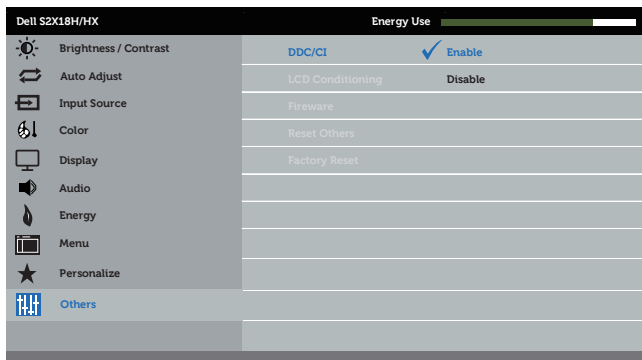 Dell S2X18H/HX Energy Use
Brightness / Contrast DDC/CI Enable
Auto Adjust LCD Conditioning Disable
Input Source Fireware
Color Reset Others
Display Factory Reset
Audio
Energy
Menu
Personalize
Others